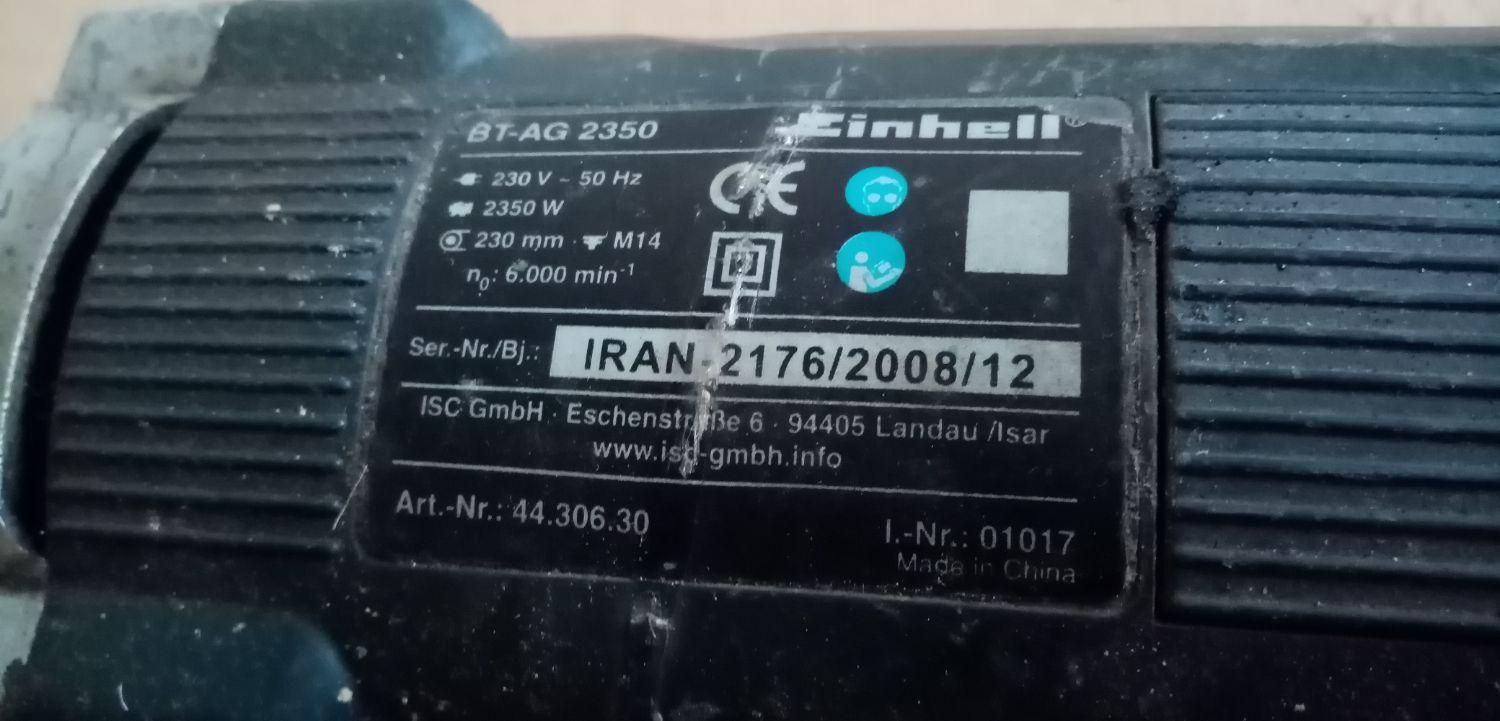 BT-AG 2350 Einhell®
230 V ~ 50 Hz
2350 W
230 mm · M14
n₀: 6.000 min⁻¹
CE
Ser.-Nr./Bj.: IRAN-2176/2008/12
ISC GmbH · Eschenstraße 6 · 94405 Landau /Isar
www.isc-gmbh.info
Art.-Nr.: 44.306.30 I.-Nr.: 01017
Made in China